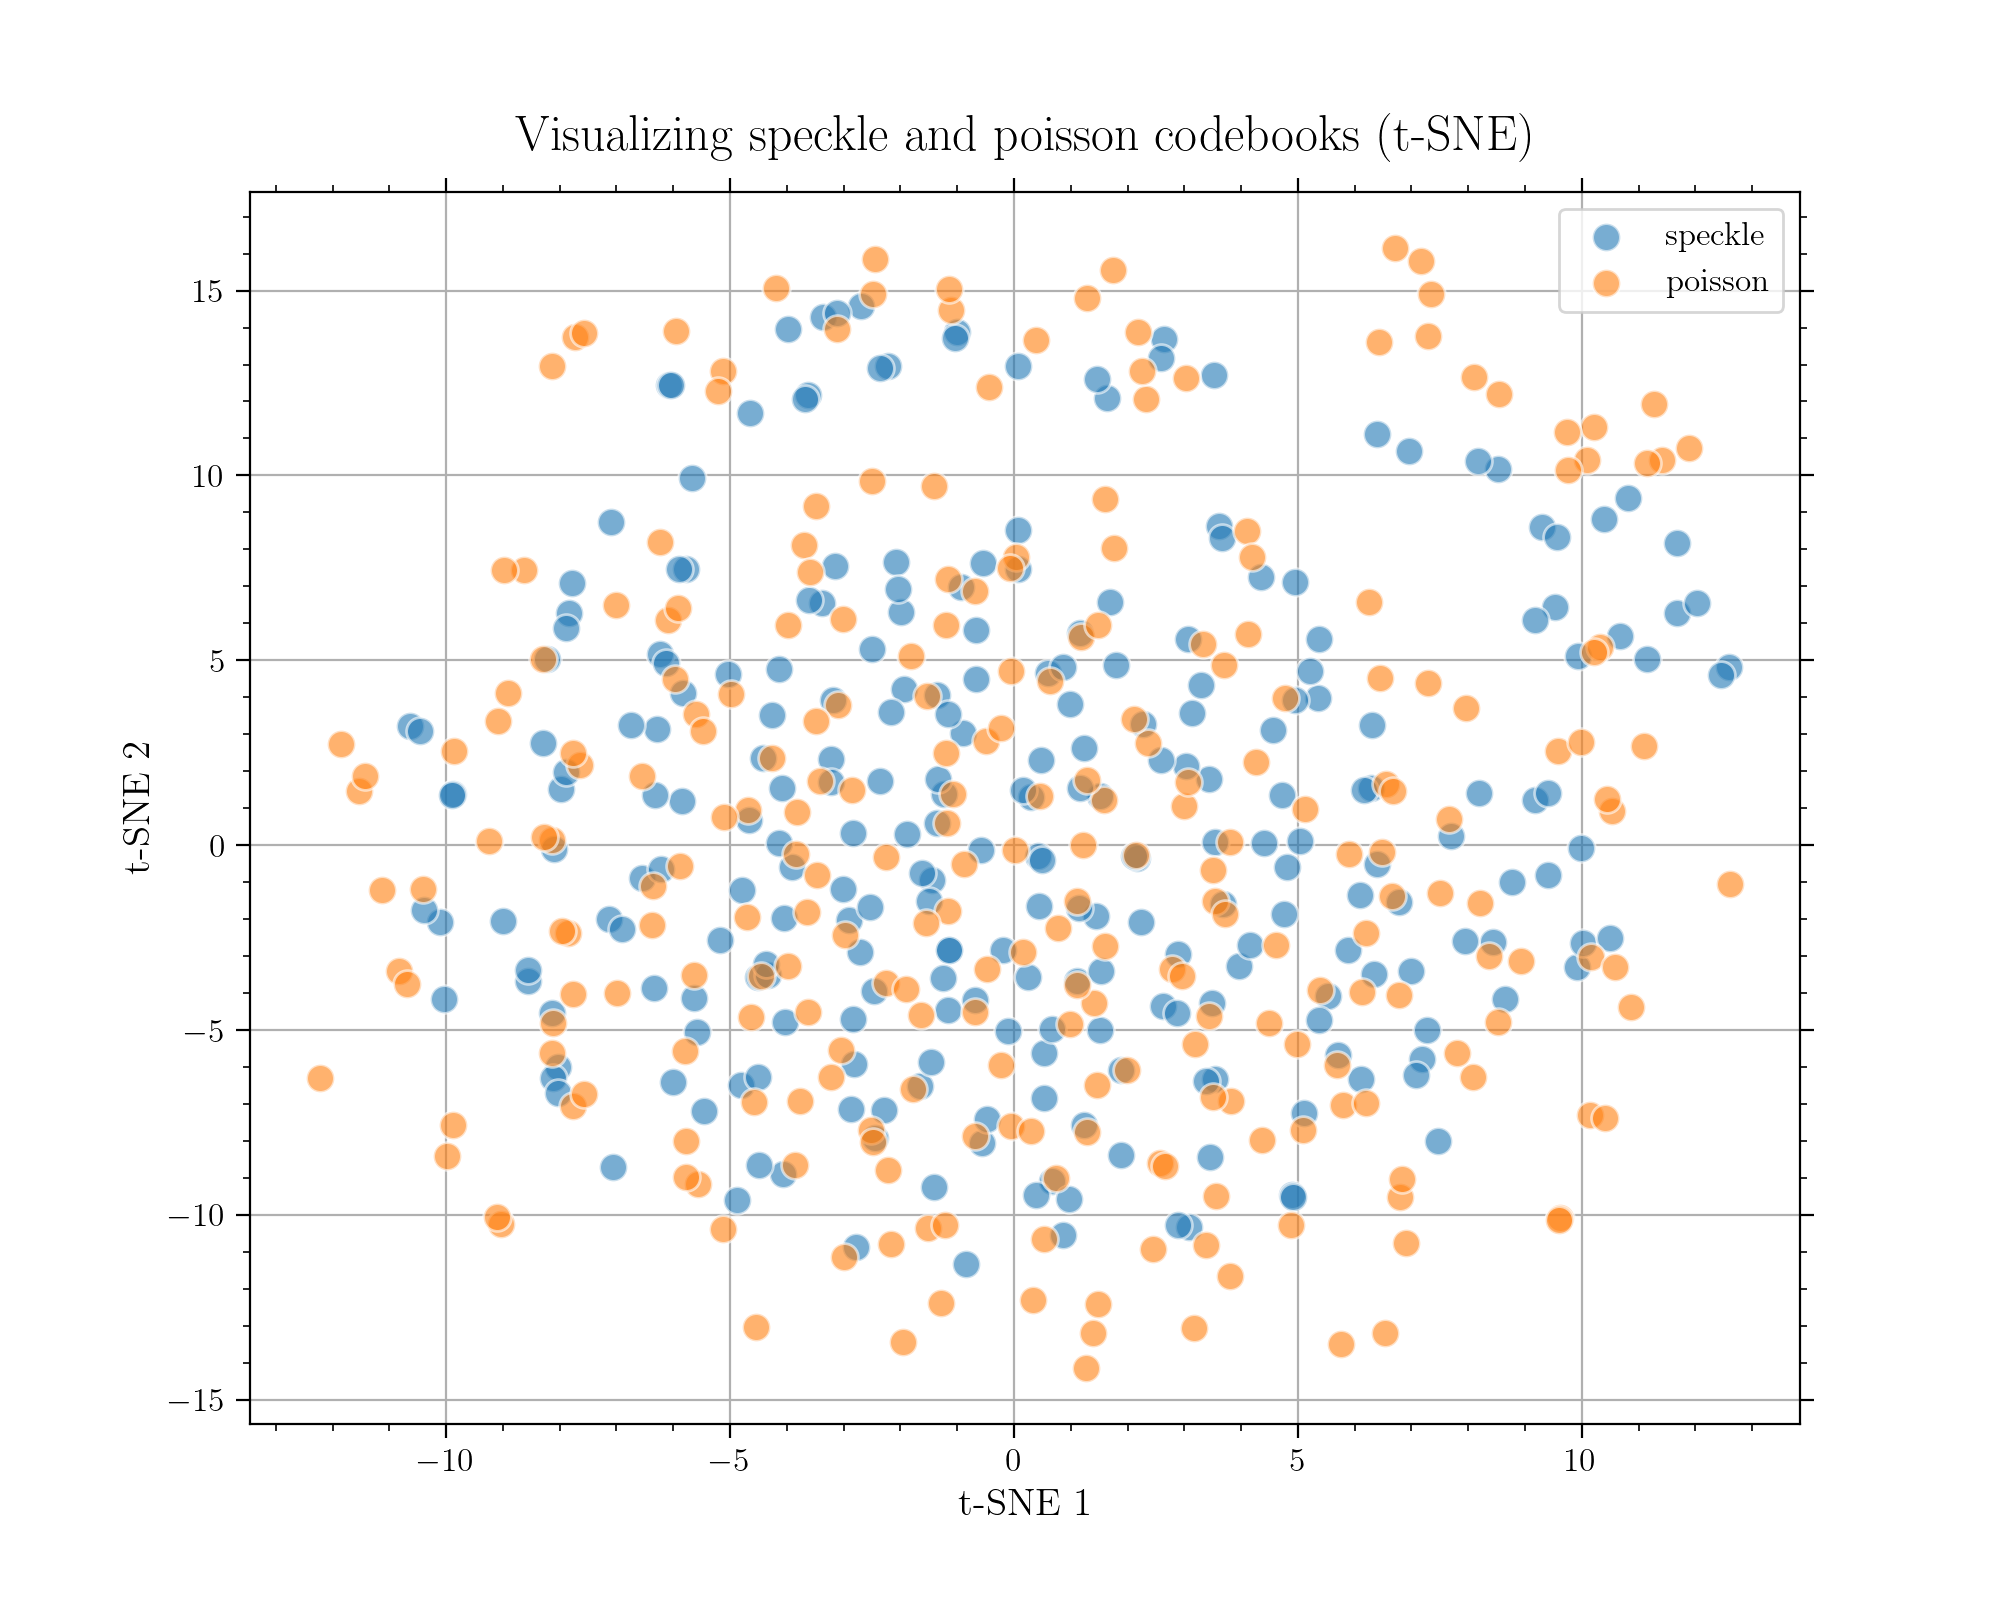 Visualizing speckle and poisson codebooks (t-SNE)
speckle
poisson
15
10
5
0
−5
−10
−15
t-SNE 2
−10 −5 0 5 10
t-SNE 1